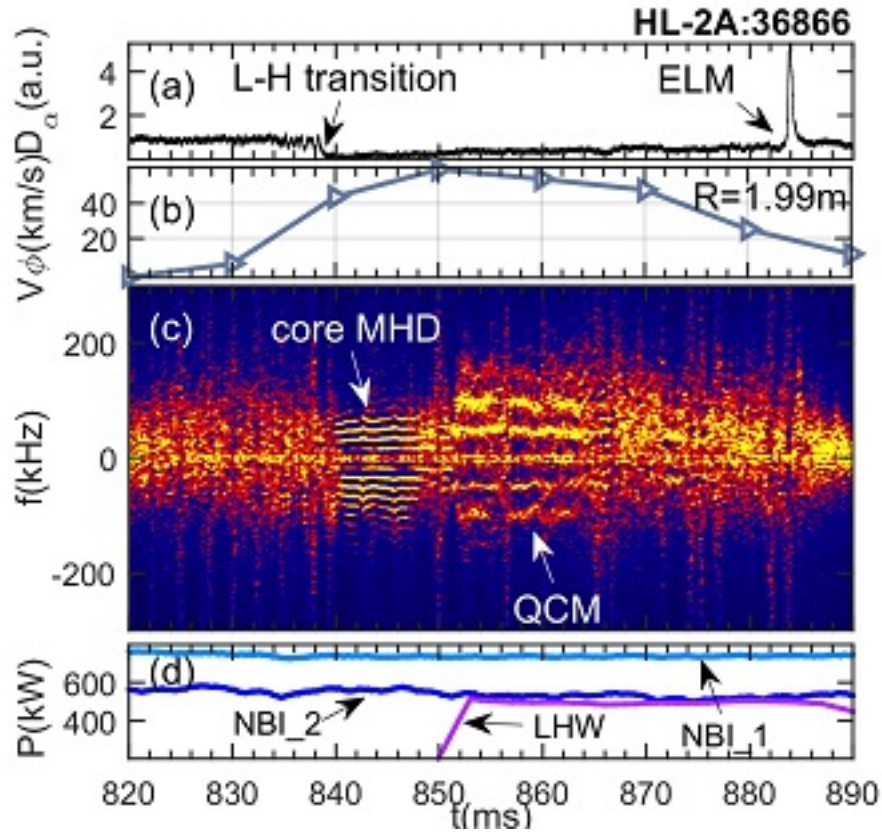 HL-2A:36866
(a)
L-H transition
ELM
4
2
D_α(a.u.)
(b)
R=1.99m
40
20
Vϕ(km/s)
(c)
core MHD
200
0
-200
f(kHz)
QCM
(d)
600
400
P(kW)
NBI_2
LHW
NBI_1
820 830 840 850 860 870 880 890
t(ms)